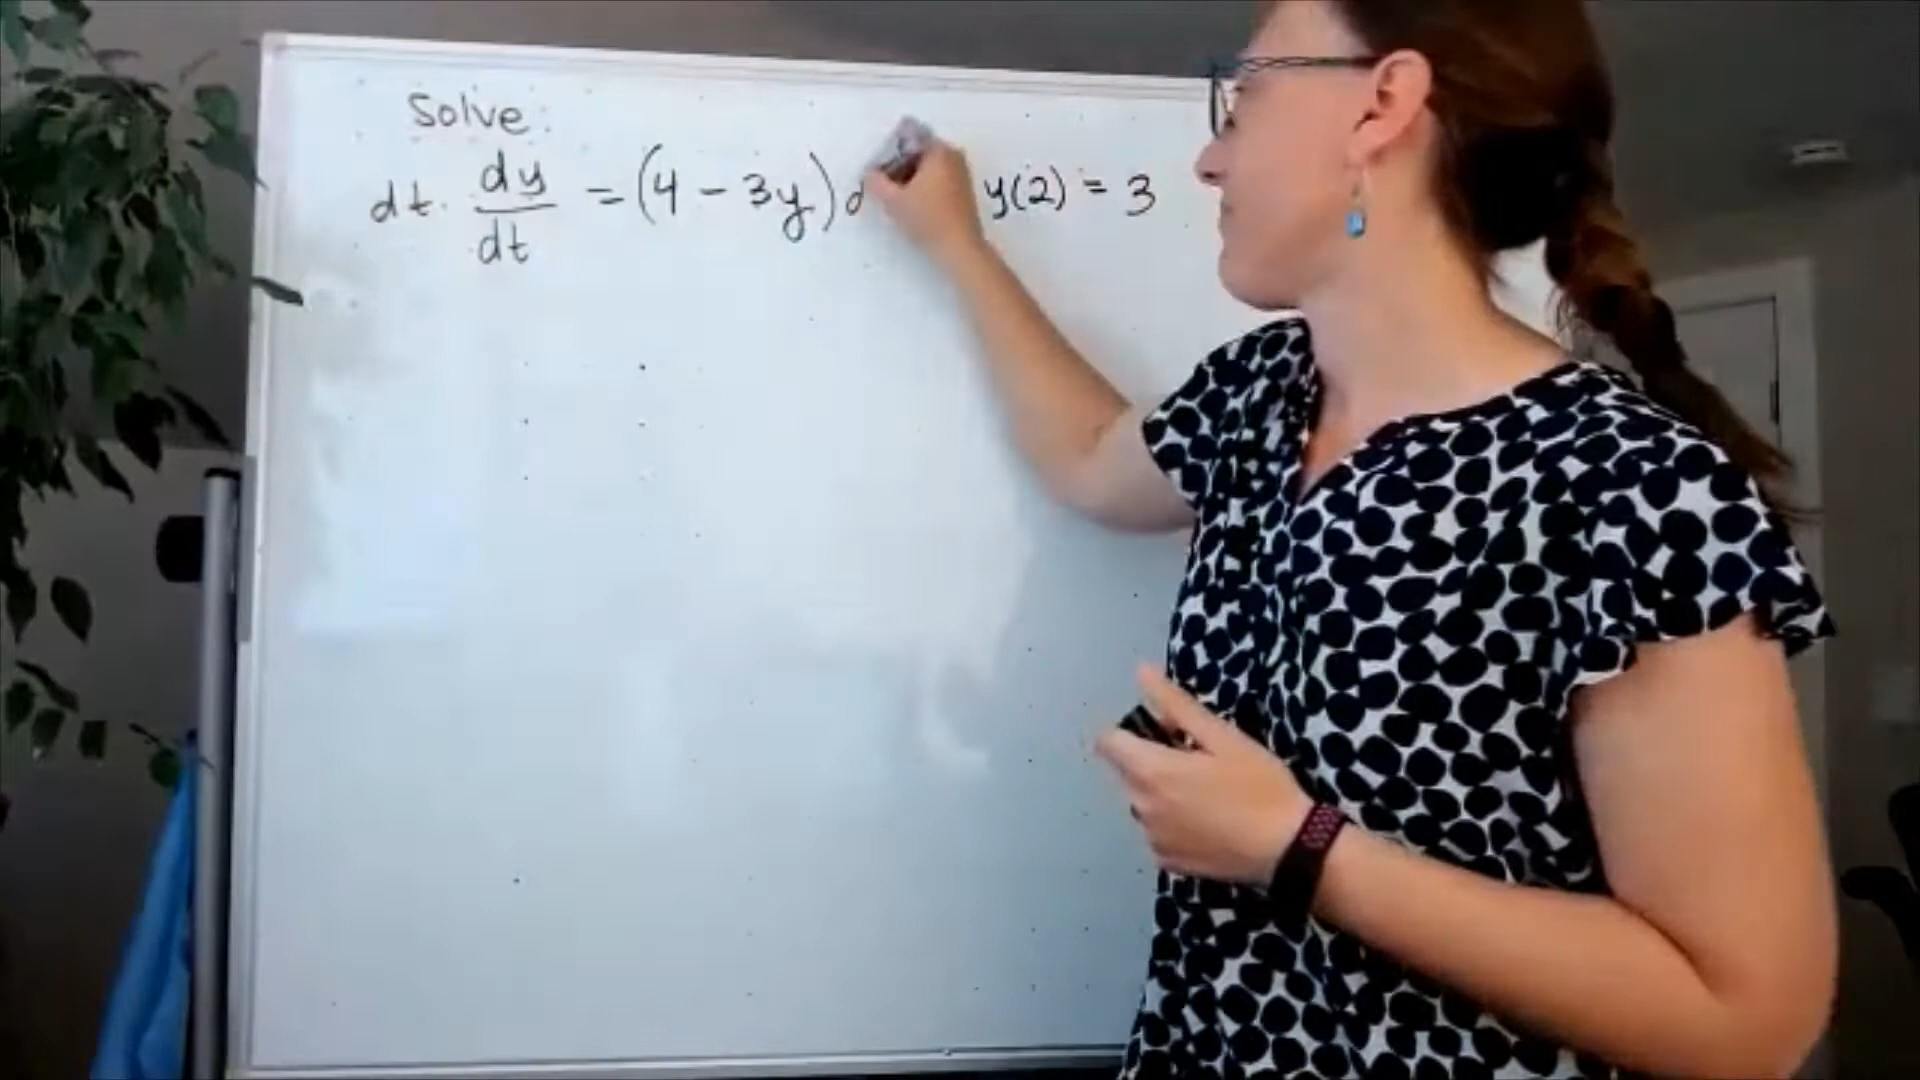 Solve:
dt · dy/dt = (4 - 3y) y(2) = 3